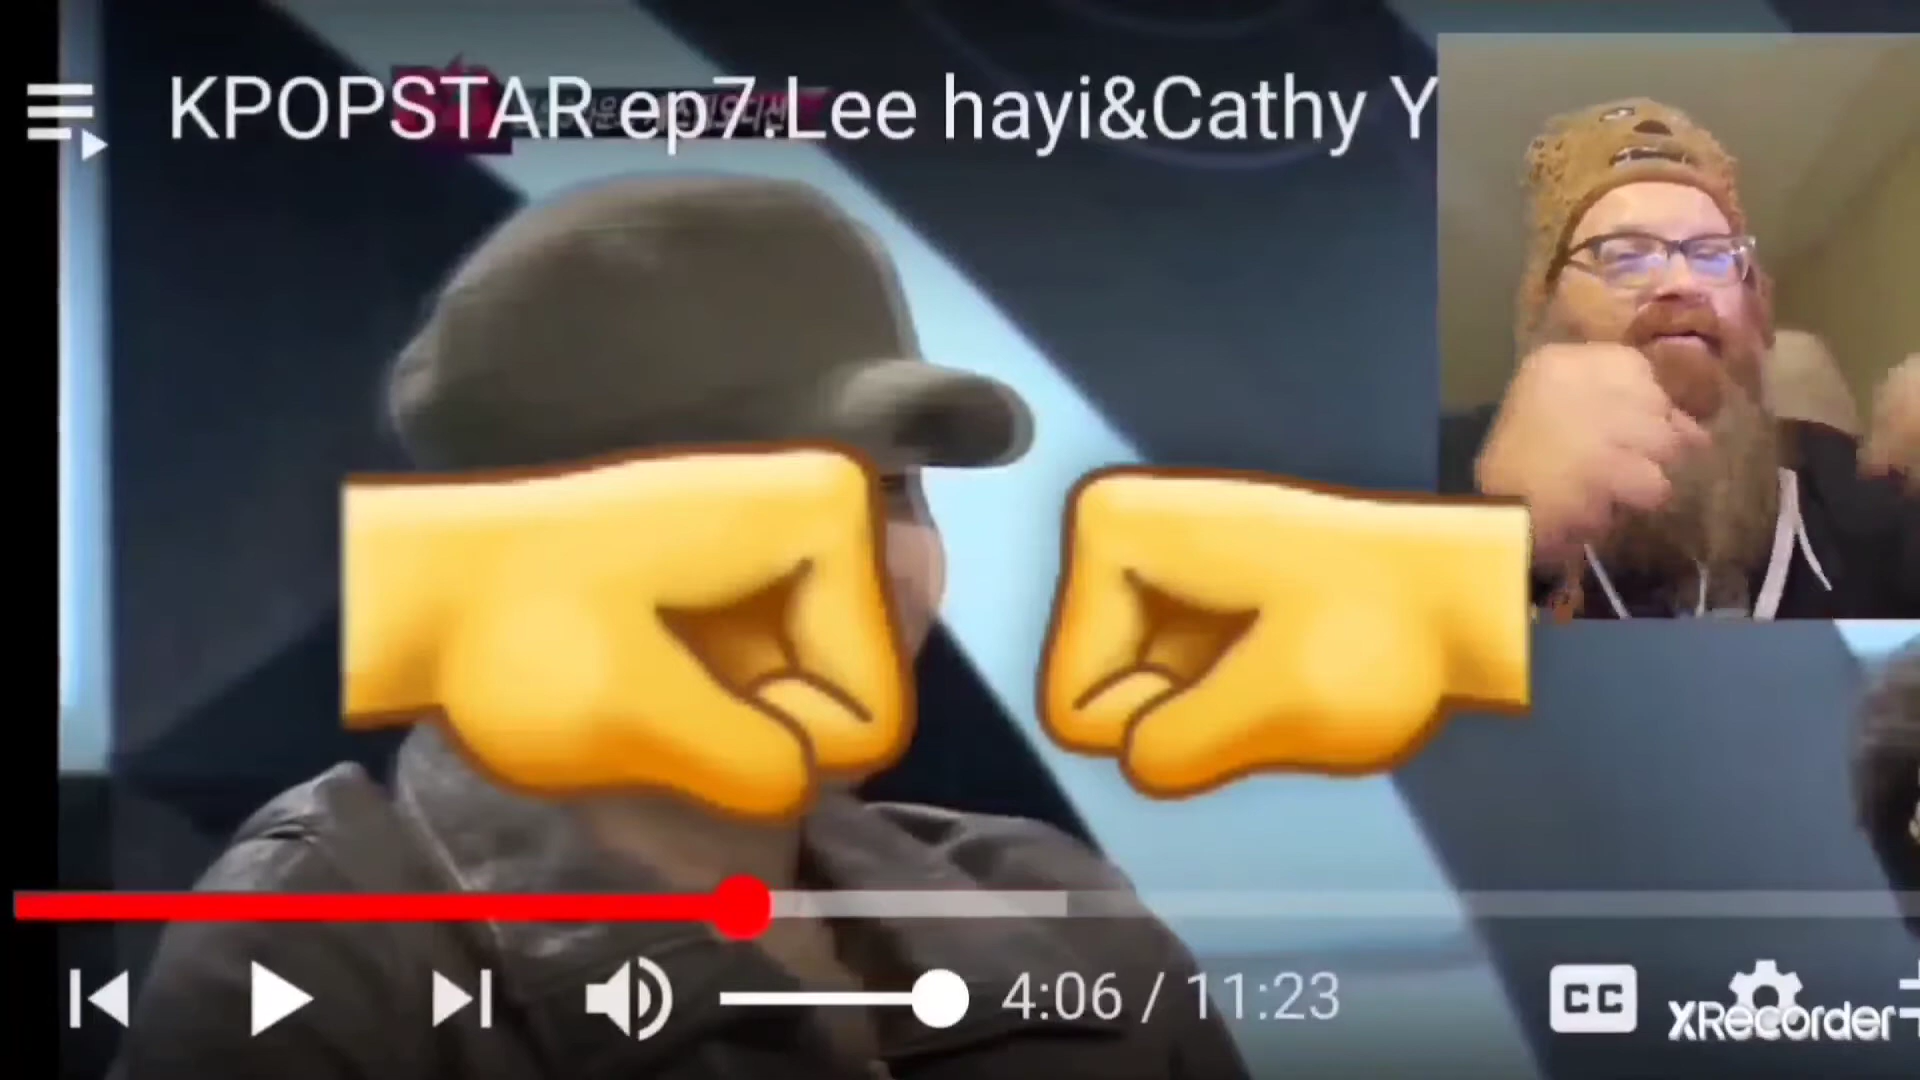 KPOPSTAR ep7.Lee hayi&Cathy Y
4:06 / 11:23
CC
XRecorder